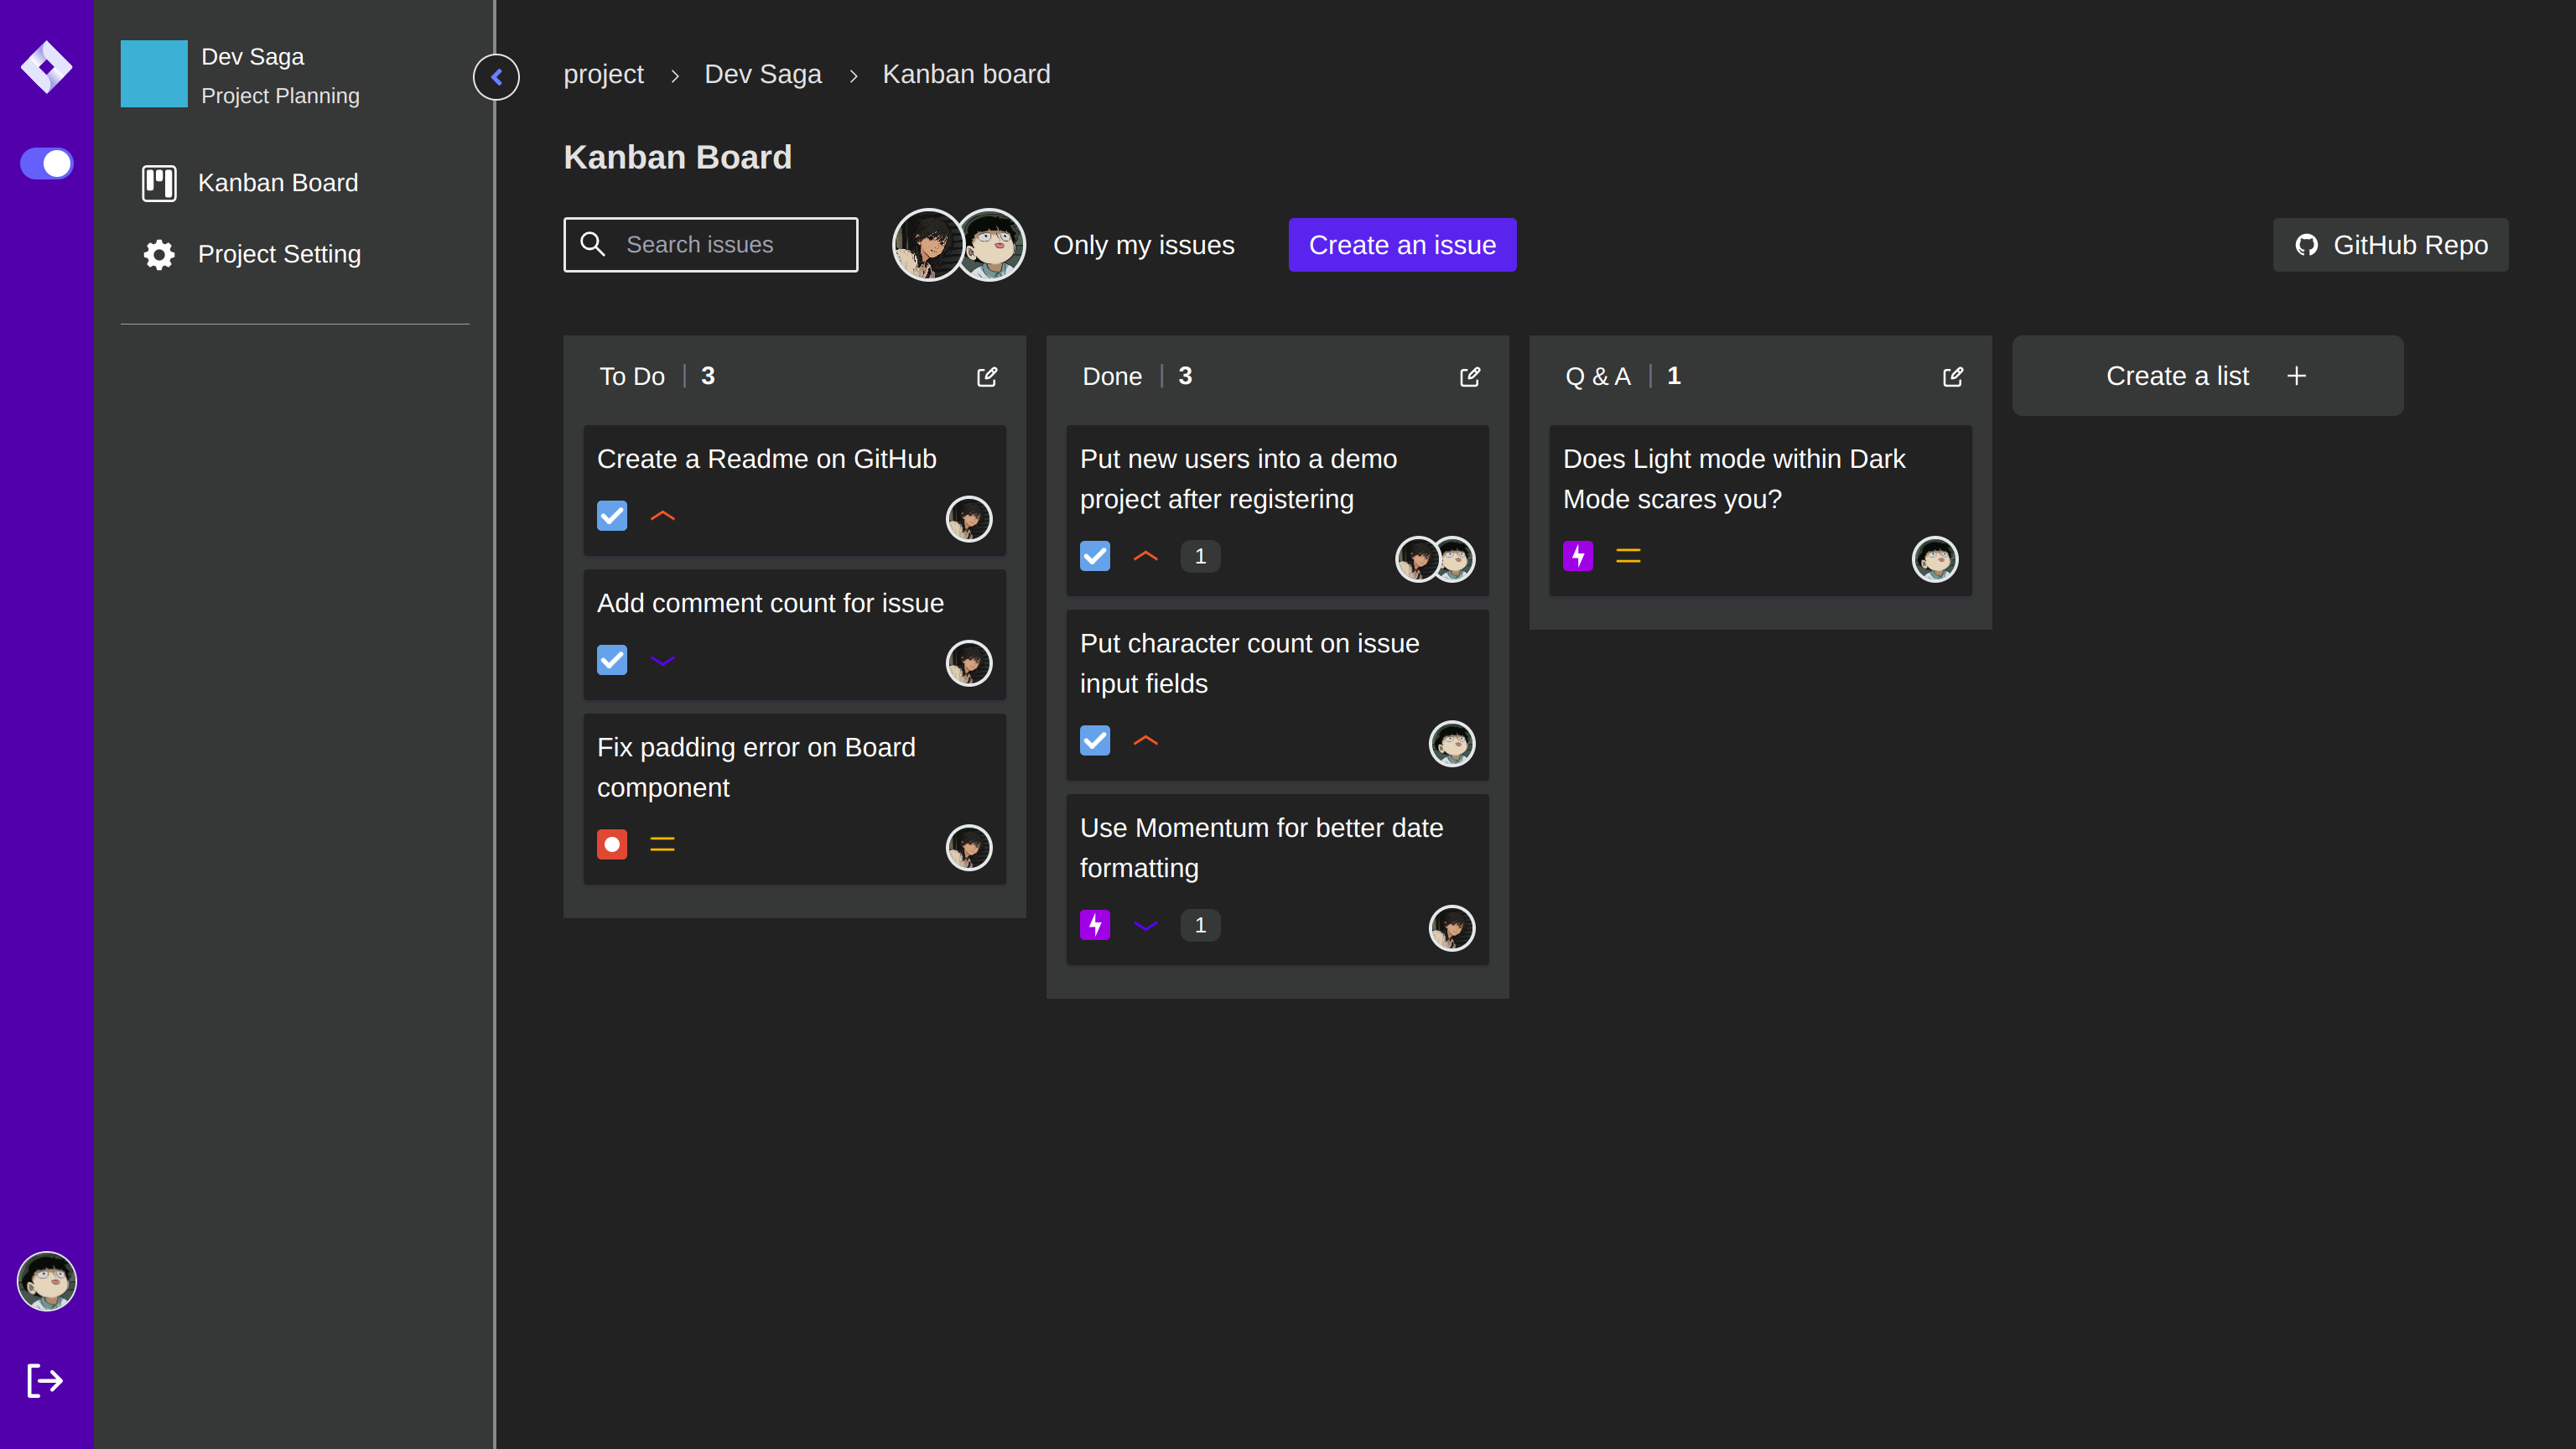 Dev Saga
Project Planning
Kanban Board
Project Setting
project
Dev Saga
Kanban board
Kanban Board
Search issues
Only my issues
Create an issue
GitHub Repo
To Do
3
Create a Readme on GitHub
Add comment count for issue
Fix padding error on Board
component
Done
3
Put new users into a demo
project after registering
1
Put character count on issue
input fields
Use Momentum for better date
formatting
1
Q & A
1
Does Light mode within Dark
Mode scares you?
Create a list